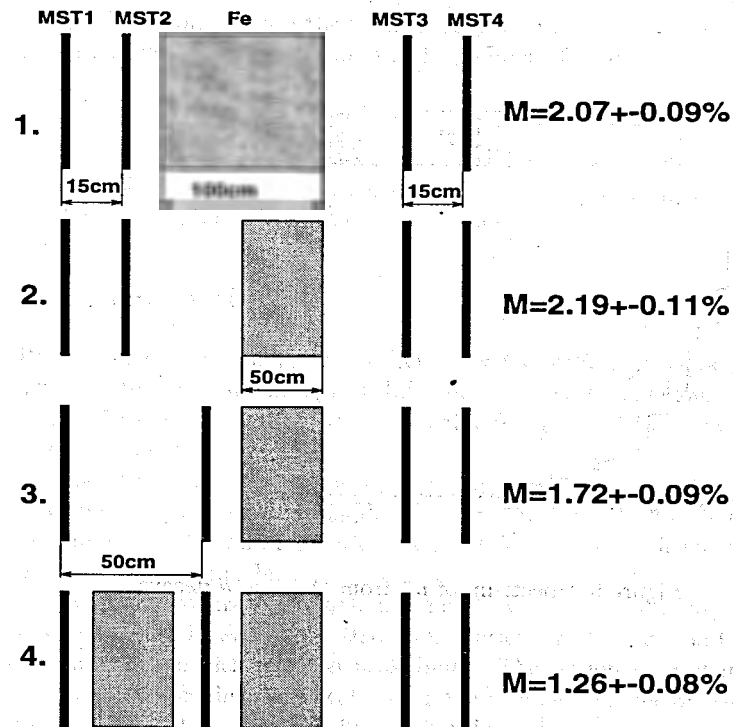 MST1 MST2 Fe MST3 MST4
1. M=2.07+-0.09%
15cm 15cm
2. M=2.19+-0.11%
50cm
3. M=1.72+-0.09%
50cm
4. M=1.26+-0.08%